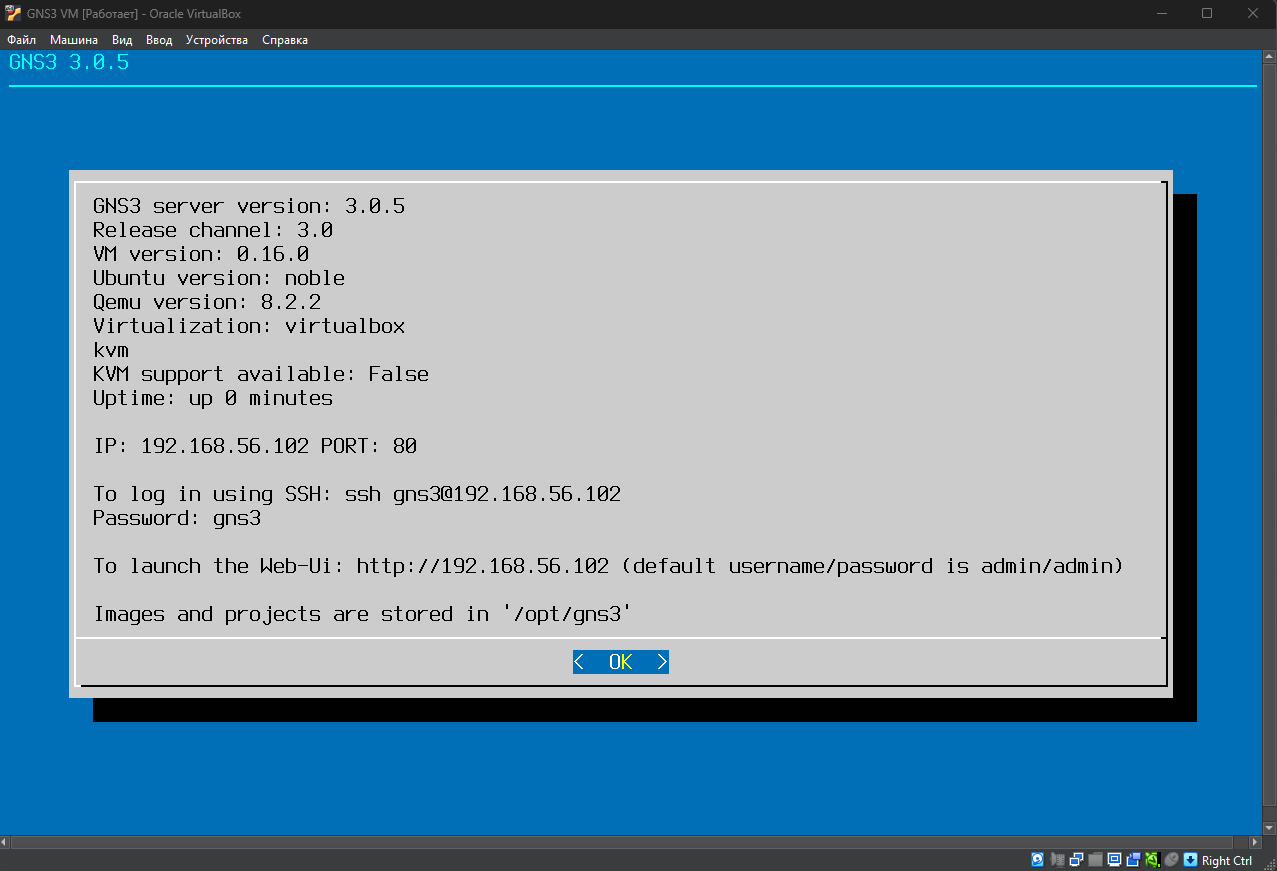 GNS3 VM [Работает] - Oracle VirtualBox
Файл Машина Вид Ввод Устройства Справка
GNS3 3.0.5
GNS3 server version: 3.0.5
Release channel: 3.0
VM version: 0.16.0
Ubuntu version: noble
Qemu version: 8.2.2
Virtualization: virtualbox
kvm
KVM support available: False
Uptime: up 0 minutes
IP: 192.168.56.102 PORT: 80
To log in using SSH: ssh gns3@192.168.56.102
Password: gns3
To launch the Web-Ui: http://192.168.56.102 (default username/password is admin/admin)
Images and projects are stored in '/opt/gns3'
< OK >
Right Ctrl